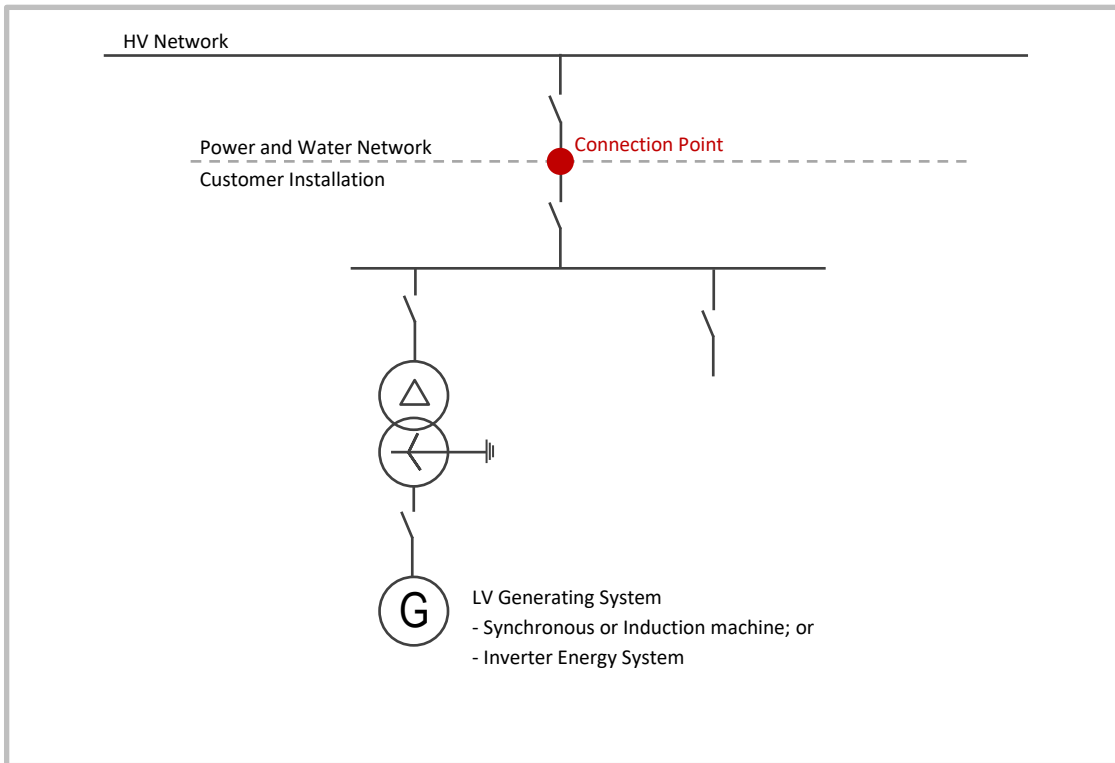 HV Network
Power and Water Network
Connection Point
Customer Installation
G
LV Generating System
- Synchronous or Induction machine; or
- Inverter Energy System